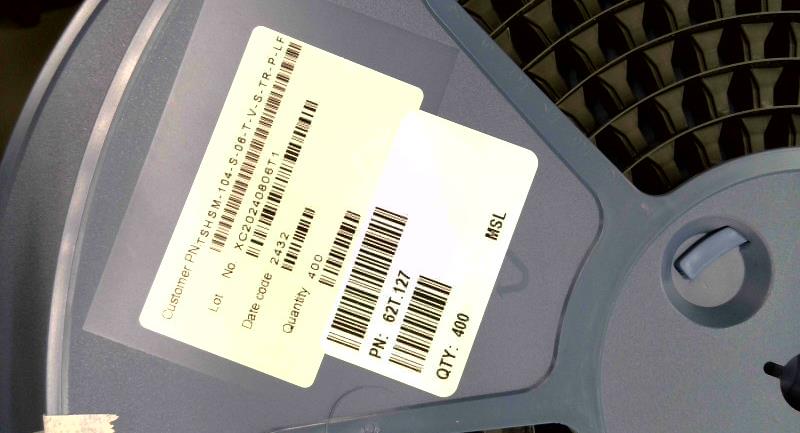 Customer PN TSHSM-104-S-06-T-V-S-TR-P-LF
Lot No XC20240806T1
Date code 2432
Quantity 400
PN: 62T.127
QTY: 400
MSL